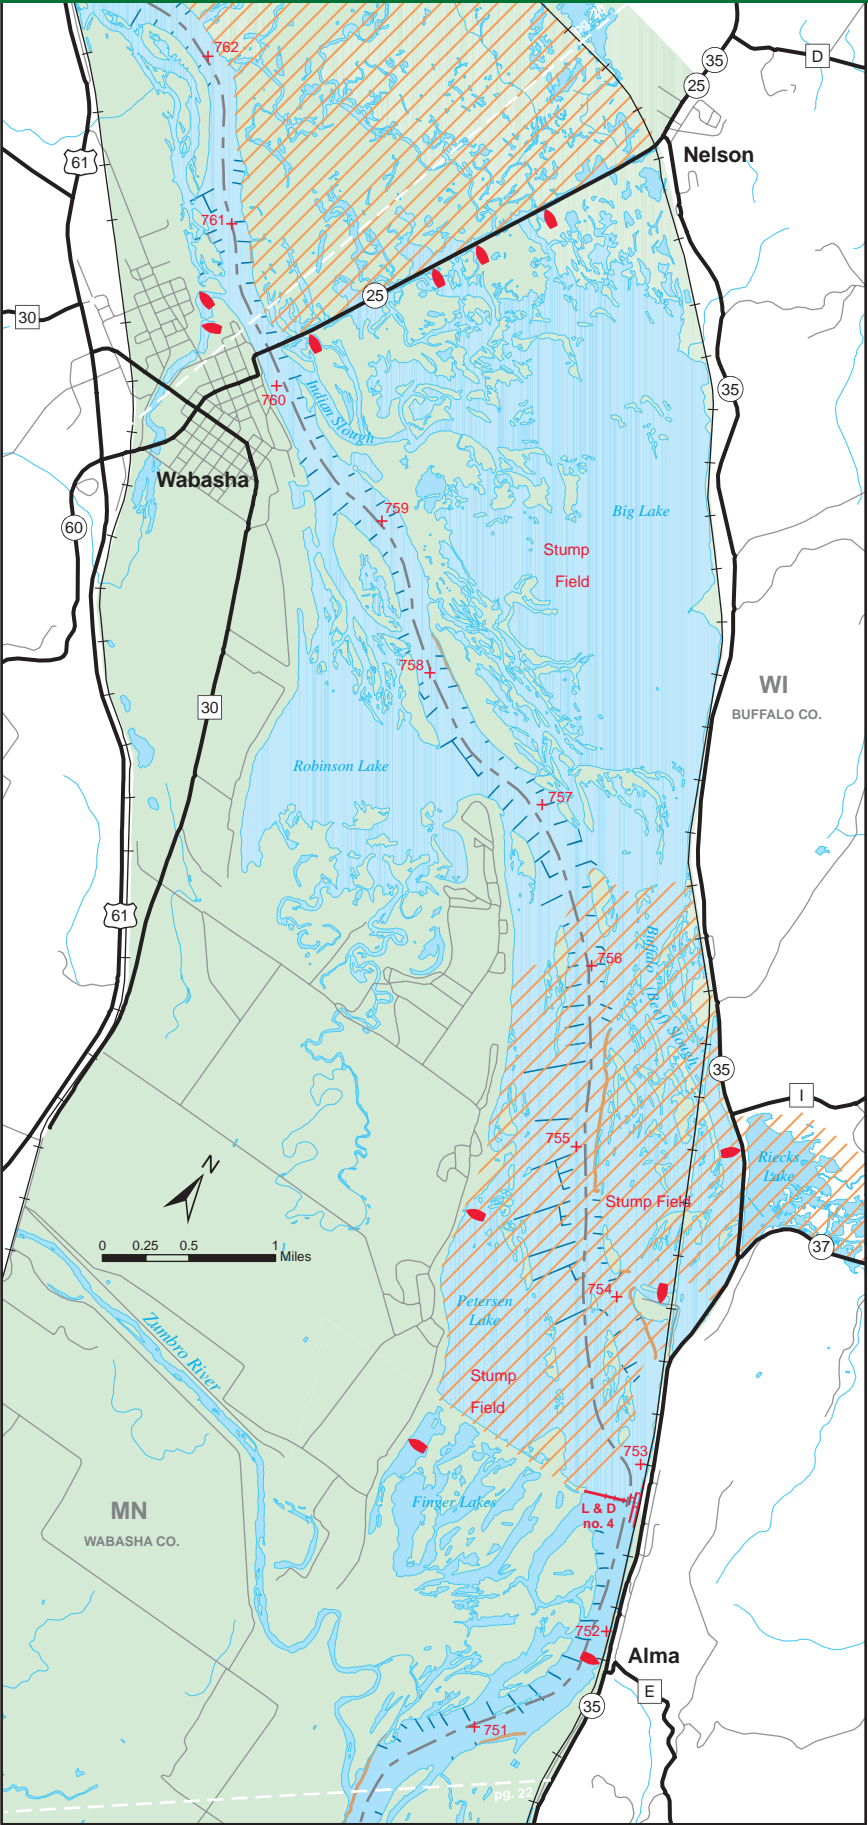 pg. 28
762
35
D
25
Nelson
61
761
30
25
35
760
Indian Slough
Wabasha
759
Big Lake
60
Stump
Field
758
WI
BUFFALO CO.
30
Robinson Lake
757
61
756
Buffalo (Beef) Slough
35
I
755
Riecks
Lake
N
Stump Field
0 0.25 0.5 1
Miles
37
754
Petersen
Lake
Zumbro River
Stump
Field
753
MN
WABASHA CO.
Finger Lakes
L & D
no. 4
752
Alma
E
35
751
pg. 22